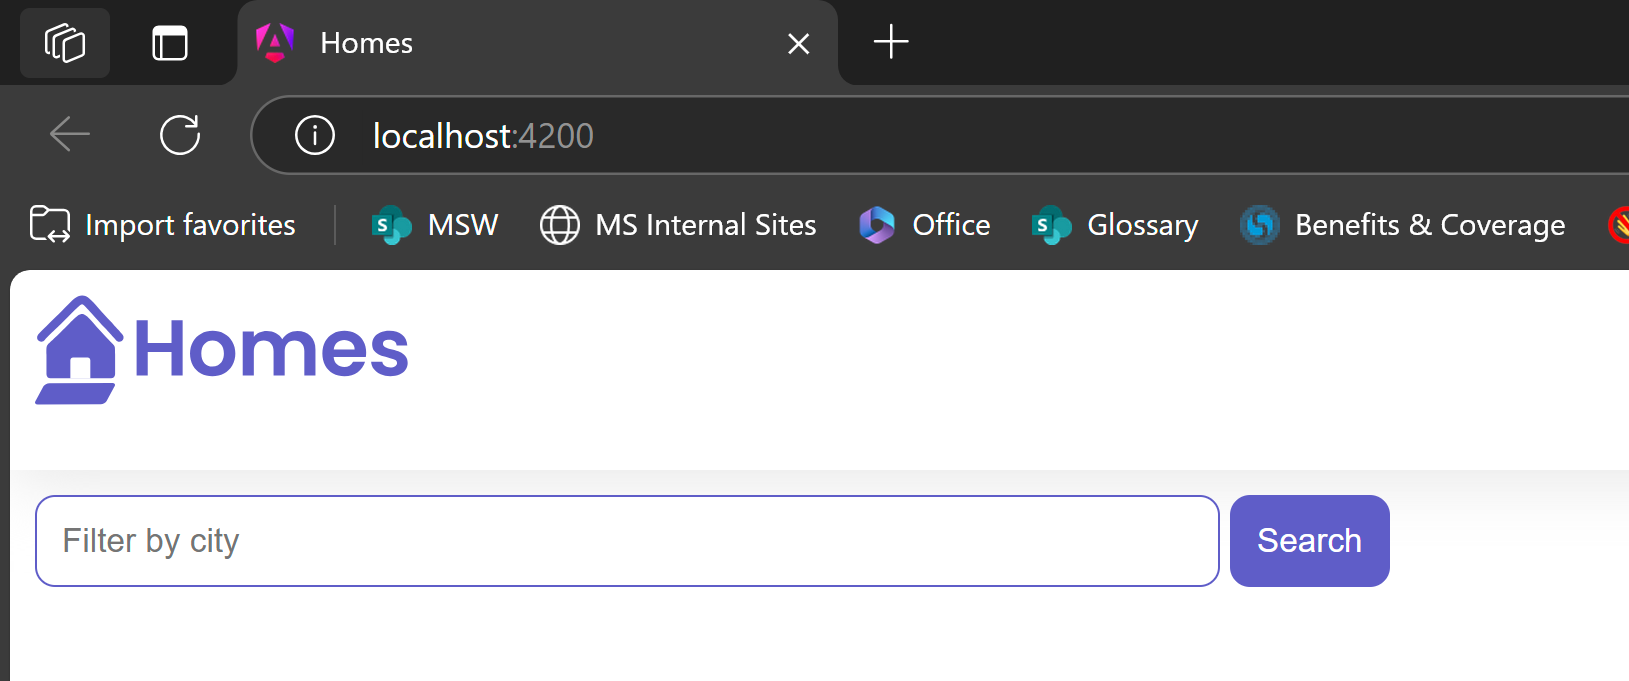 Homes
localhost:4200
Import favorites MSW MS Internal Sites Office Glossary Benefits & Coverage
Homes
Filter by city Search